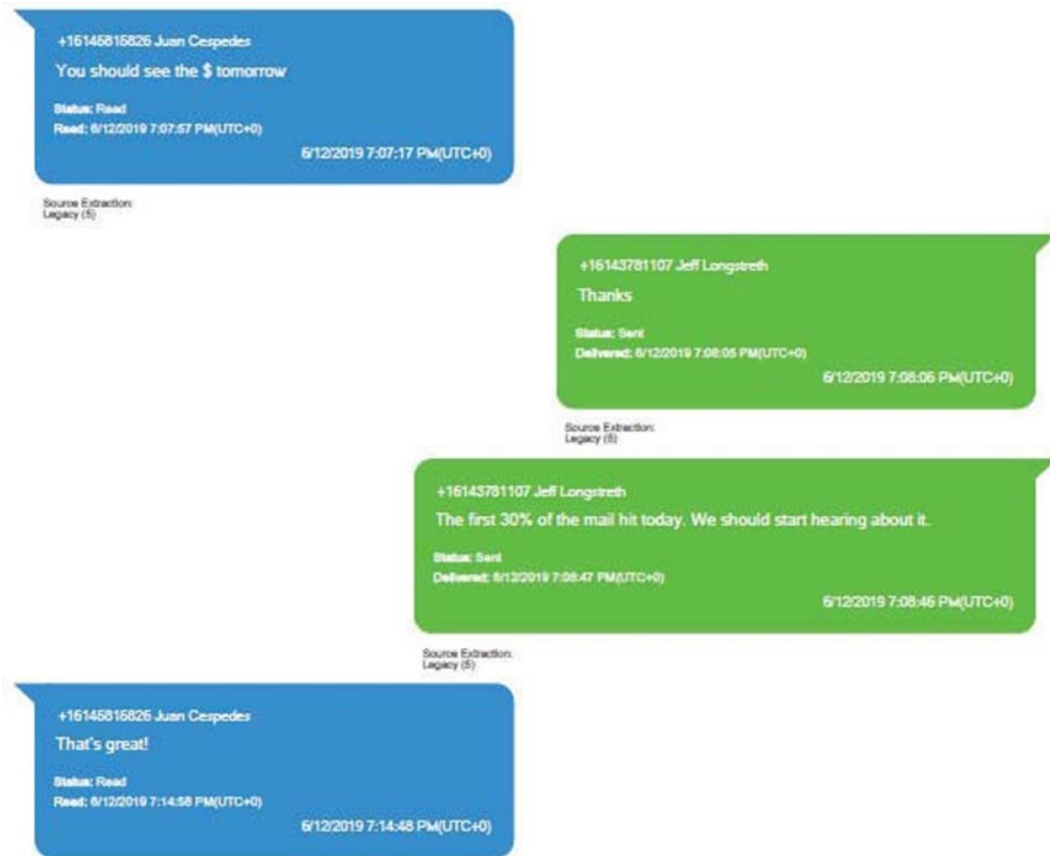 +16145815826 Juan Cespedes
You should see the $ tomorrow
Status: Read
Read: 6/12/2019 7:07:57 PM(UTC+0)
6/12/2019 7:07:17 PM(UTC+0)
Source Extraction:
Legacy (5)
+16143781107 Jeff Longstreth
Thanks
Status: Sent
Delivered: 6/12/2019 7:08:05 PM(UTC+0)
6/12/2019 7:08:05 PM(UTC+0)
Source Extraction:
Legacy (5)
+16143781107 Jeff Longstreth
The first 30% of the mail hit today. We should start hearing about it.
Status: Sent
Delivered: 6/12/2019 7:08:47 PM(UTC+0)
6/12/2019 7:08:46 PM(UTC+0)
Source Extraction:
Legacy (5)
+16145815826 Juan Cespedes
That's great!
Status: Read
Read: 6/12/2019 7:14:58 PM(UTC+0)
6/12/2019 7:14:48 PM(UTC+0)